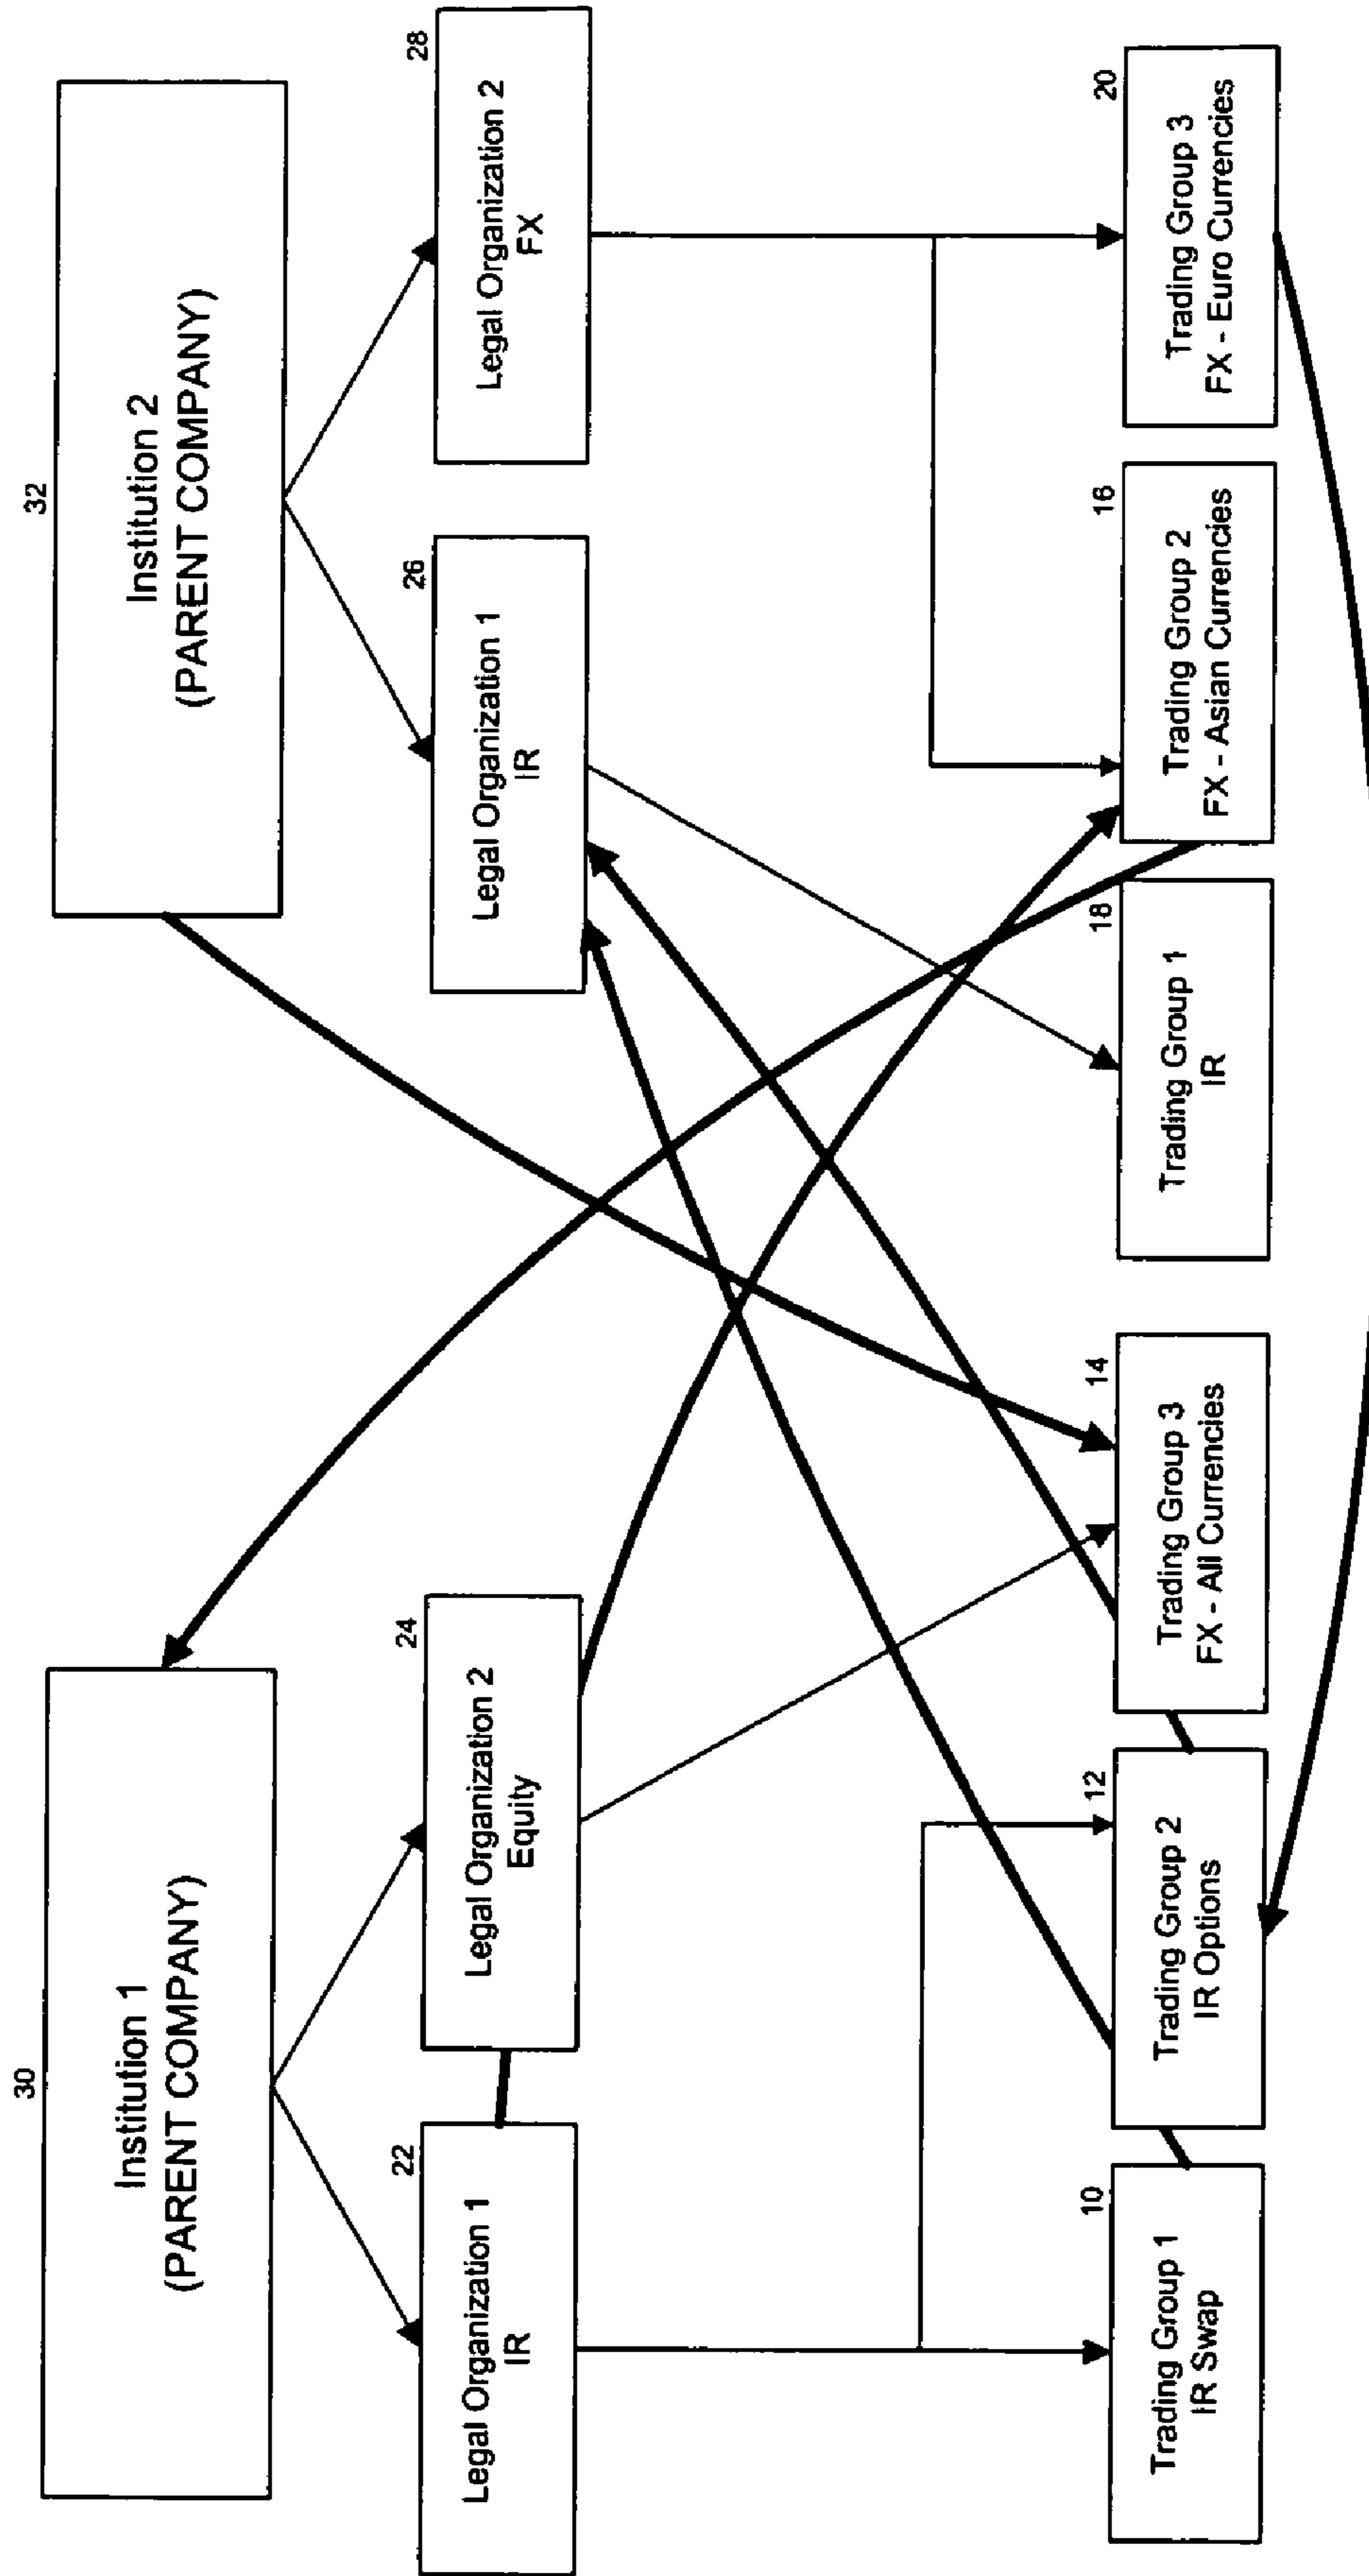 30
Institution 1
(PARENT COMPANY)
32
Institution 2
(PARENT COMPANY)
22
Legal Organization 1
IR
24
Legal Organization 2
Equity
26
Legal Organization 1
IR
28
Legal Organization 2
FX
10
Trading Group 1
IR Swap
12
Trading Group 2
IR Options
14
Trading Group 3
FX - All Currencies
18
Trading Group 1
IR
16
Trading Group 2
FX - Asian Currencies
20
Trading Group 3
FX - Euro Currencies